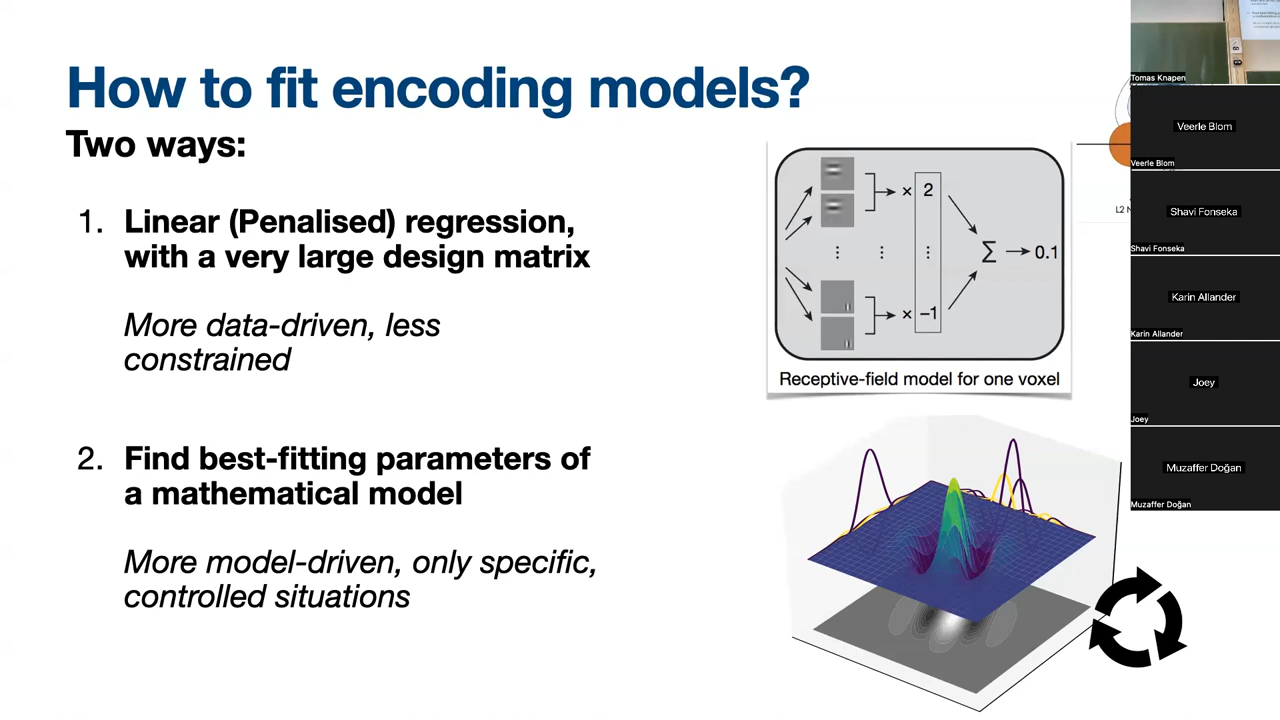 How to fit encoding models?
Two ways:
1. Linear (Penalised) regression,
with a very large design matrix
More data-driven, less
constrained
2. Find best-fitting parameters of
a mathematical model
More model-driven, only specific,
controlled situations
× 2
⋮ ⋮ ⋮
Σ → 0.1
× −1
Receptive-field model for one voxel
L2 N
Tomas Knapen
Veerle Blom
Veerle Blom
Shavi Fonseka
Shavi Fonseka
Karin Allander
Karin Allander
Joey
Joey
Muzaffer Doğan
Muzaffer Doğan